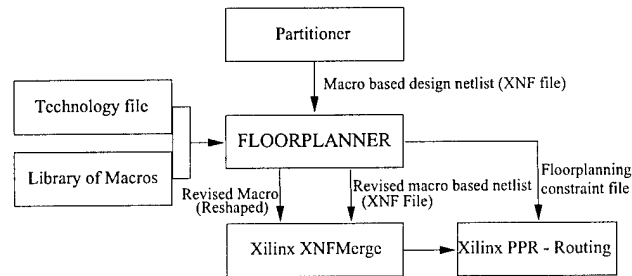 Partitioner
Macro based design netlist (XNF file)
Technology file
FLOORPLANNER
Library of Macros
Revised Macro
(Reshaped)
Revised macro based netlist
(XNF File)
Floorplanning
constraint file
Xilinx XNFMerge
Xilinx PPR - Routing